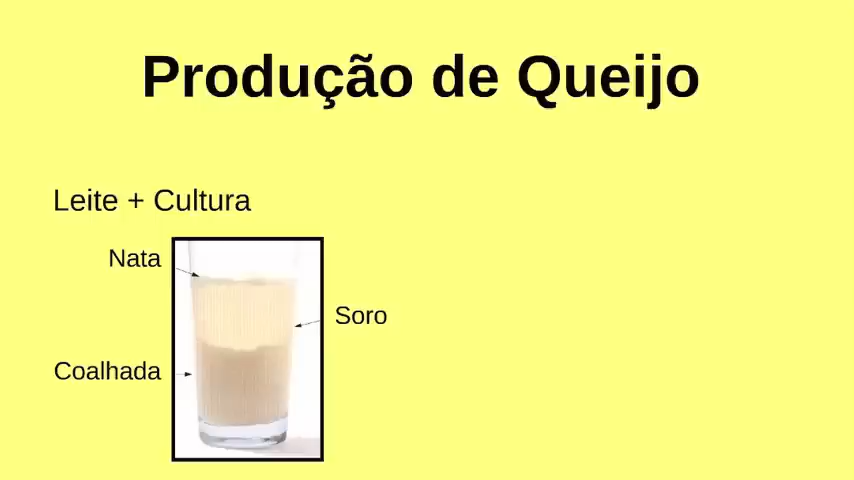 Produção de Queijo
Leite + Cultura
Nata
Soro
Coalhada